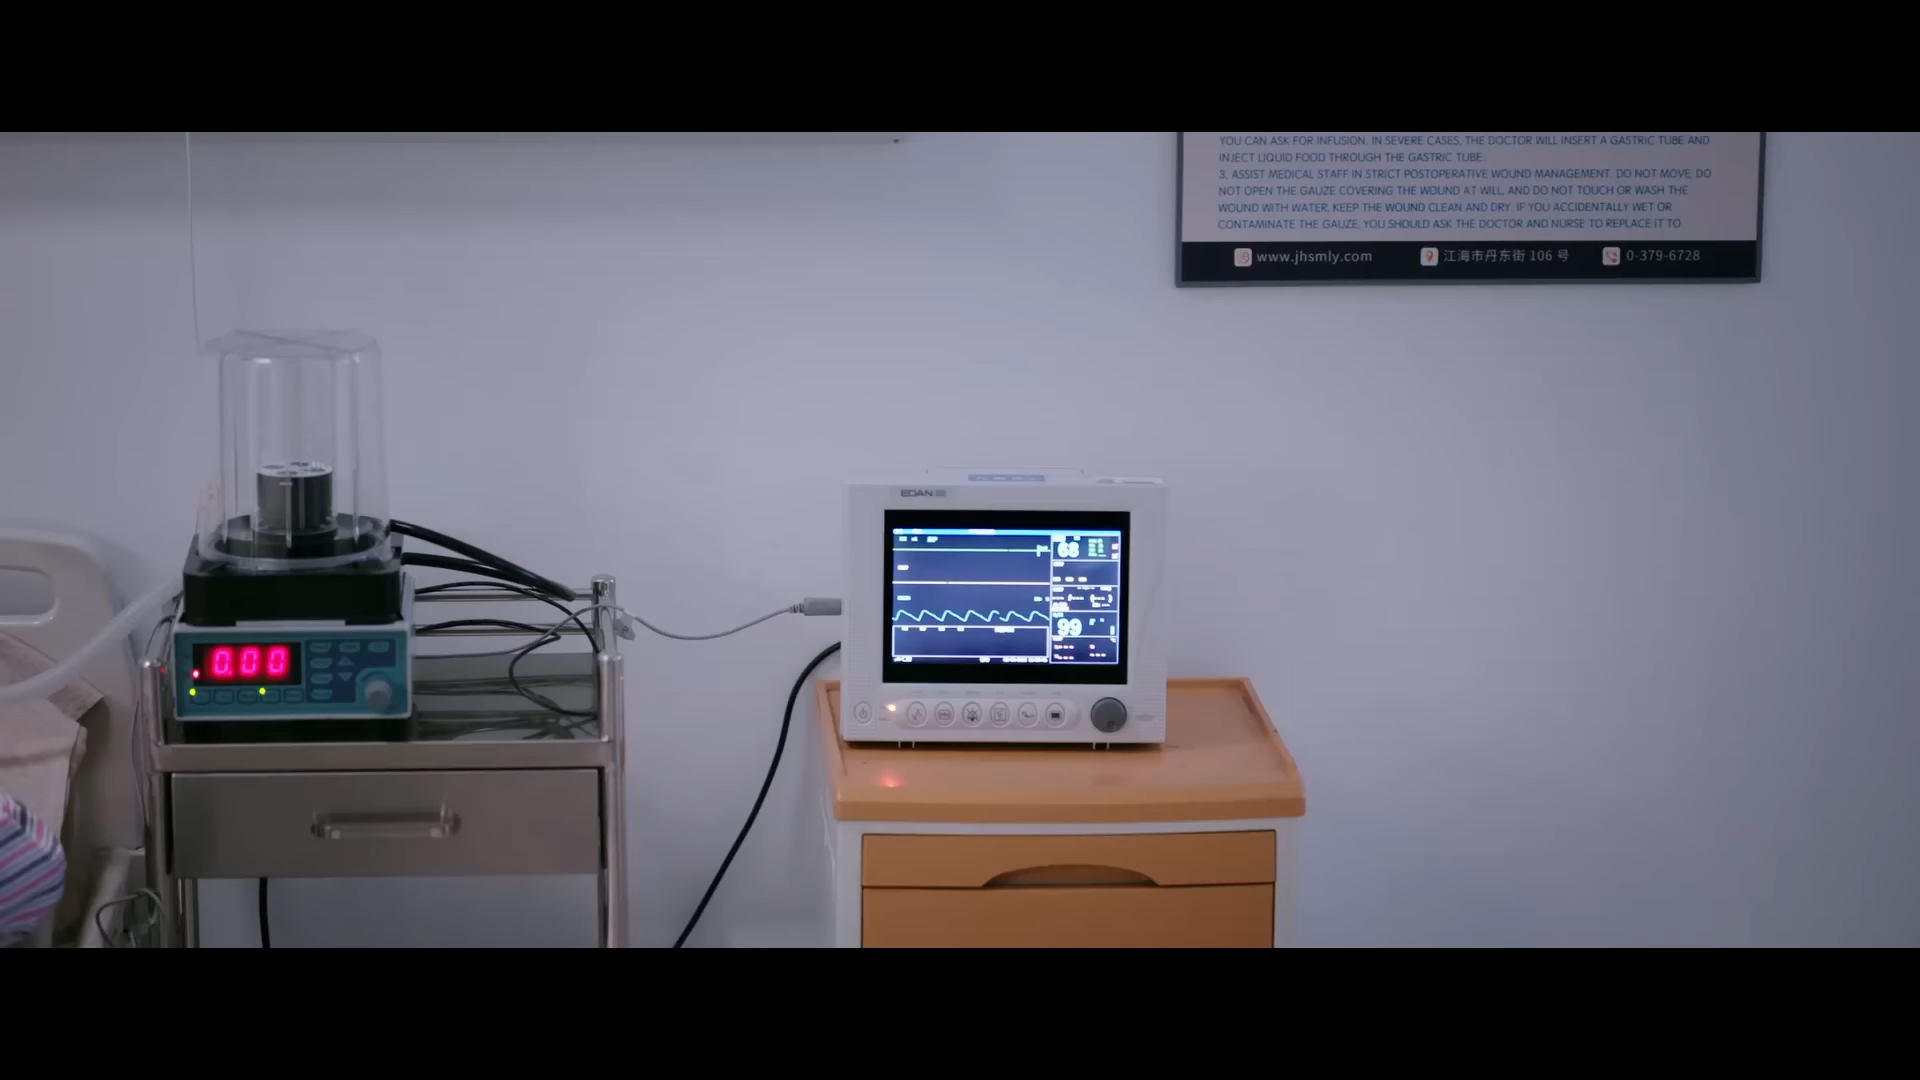 YOU CAN ASK FOR INFUSION. IN SEVERE CASES, THE DOCTOR WILL INSERT A GASTRIC TUBE AND
INJECT LIQUID FOOD THROUGH THE GASTRIC TUBE.
3. ASSIST MEDICAL STAFF IN STRICT POSTOPERATIVE WOUND MANAGEMENT. DO NOT MOVE, DO
NOT OPEN THE GAUZE COVERING THE WOUND AT WILL, AND DO NOT TOUCH OR WASH THE
WOUND WITH WATER, KEEP THE WOUND CLEAN AND DRY. IF YOU ACCIDENTALLY WET OR
CONTAMINATE THE GAUZE, YOU SHOULD ASK THE DOCTOR AND NURSE TO REPLACE IT TO
www.jhsmly.com 江海市丹东街 106 号 0-379-6728
EDAN
68
99
0.00